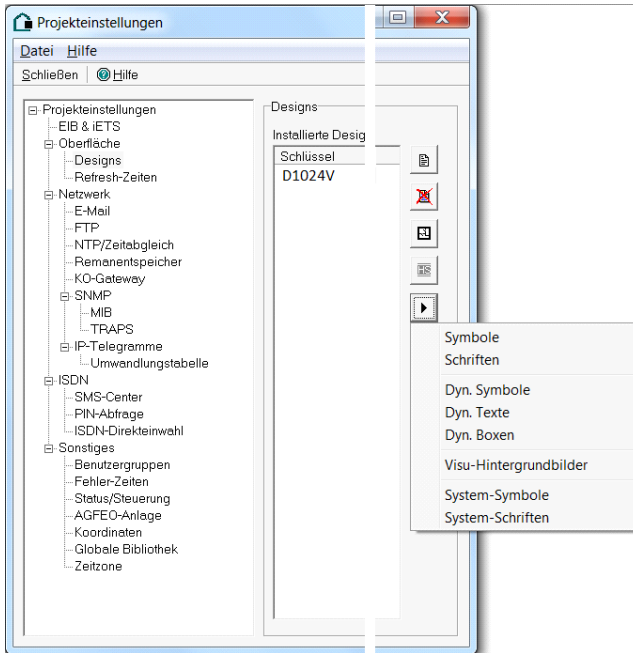 Projekteinstellungen
Datei Hilfe
Schließen Hilfe
Projekteinstellungen
EIB & iETS
Oberfläche
Designs
Refresh-Zeiten
Netzwerk
E-Mail
FTP
NTP/Zeitabgleich
Remanentspeicher
KO-Gateway
SNMP
MIB
TRAPS
IP-Telegramme
Umwandlungstabelle
ISDN
SMS-Center
PIN-Abfrage
ISDN-Direkteinwahl
Sonstiges
Benutzergruppen
Fehler-Zeiten
Status/Steuerung
AGFEO-Anlage
Koordinaten
Globale Bibliothek
Zeitzone
Designs
Installierte Desig
Schlüssel
D1024V
HS
Symbole
Schriften
Dyn. Symbole
Dyn. Texte
Dyn. Boxen
Visu-Hintergrundbilder
System-Symbole
System-Schriften